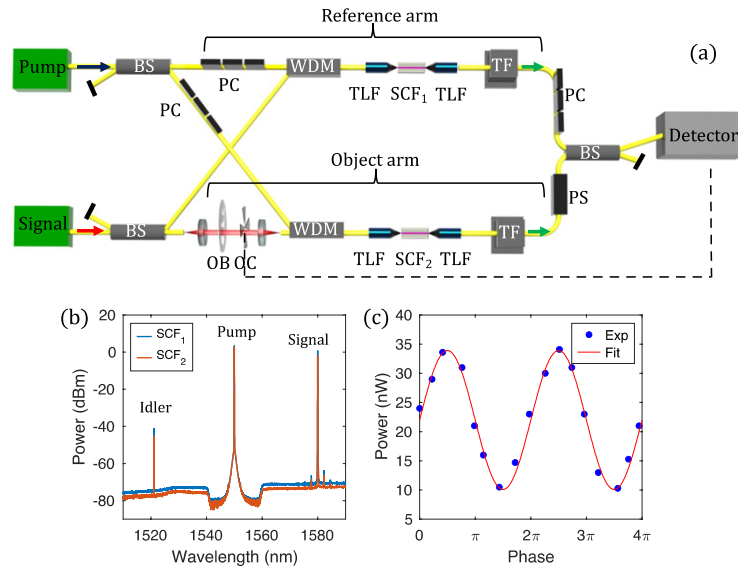 Reference arm
(a)
Pump
BS
PC
PC
WDM
TLF
SCF₁
TLF
TF
PC
Detector
BS
Object arm
PS
Signal
BS
OB OC
WDM
TLF
SCF₂
TLF
TF
(b)
SCF₁
SCF₂
Pump
Signal
Idler
20
0
-20
-40
-60
-80
Power (dBm)
1520
1540
1560
1580
Wavelength (nm)
(c)
Exp
Fit
40
35
30
25
20
15
10
5
Power (nW)
0
π
2π
3π
4π
Phase